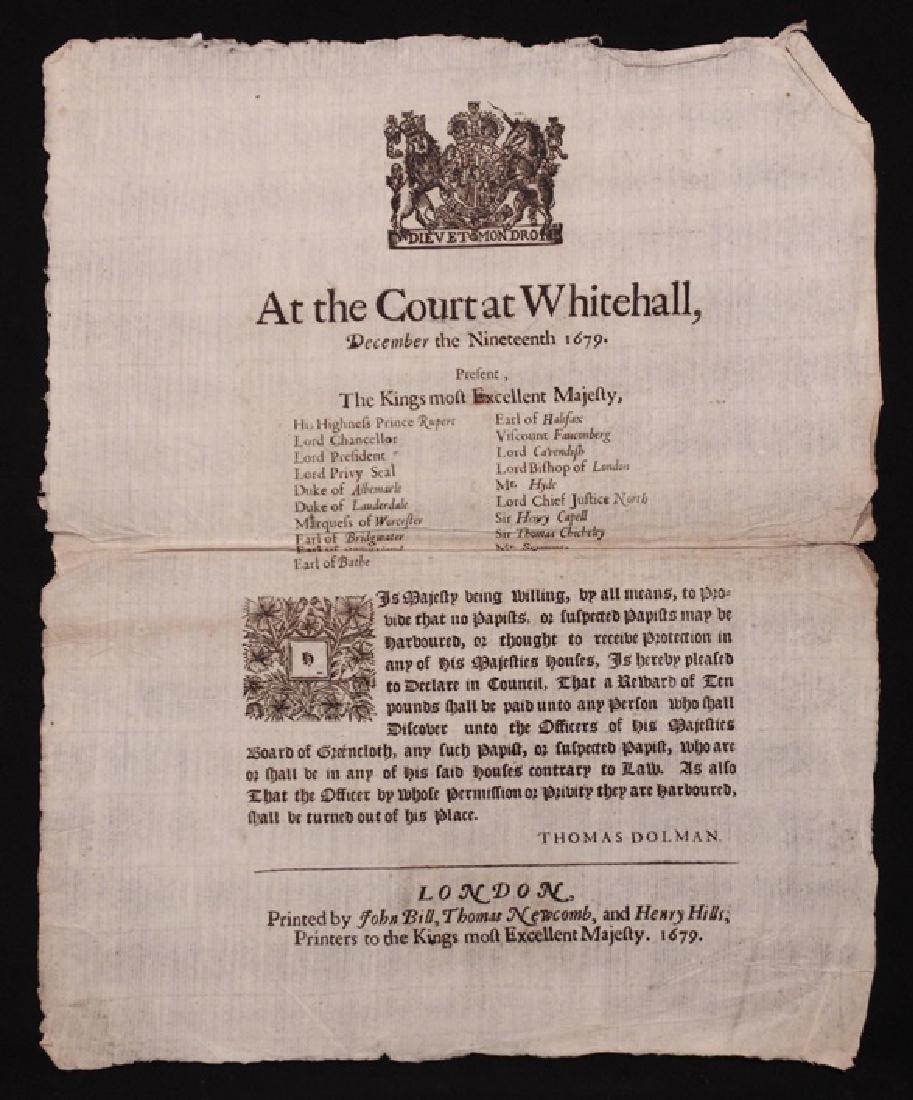 DIEV ET MON DROI
At the Court at Whitehall,
December the Nineteenth 1679.
Present,
The Kings most Excellent Majesty,
His Highneſs Prince Rupert
Lord Chancellor
Lord Preſident
Lord Privy Seal
Duke of Albemarle
Duke of Lauderdale
Marqueſs of Worceſter
Earl of Bridgwater
Earl of
Earl of Bathe
Earl of Halifax
Viſcount Fauconberg
Lord Cavendiſh
Lord Biſhop of London
Mr. Hyde
Lord Chief Juſtice North
Sir Henry Capell
Sir Thomas Chicheley
Mr.
HIs Majeſty being willing, by all means, to Pro-
vide that no Papiſts, or ſuſpected Papiſts may be
Harboured, or thought to receive Protection in
any of His Majeſties Houſes, Is hereby pleaſed
to Declare in Council, That a Reward of Ten
pounds ſhall be paid unto any Perſon who ſhall
Diſcover unto the Officers of His Majeſties
Board of Greencloth, any ſuch Papiſt, or ſuſpected Papiſt, who are
or ſhall be in any of His ſaid Houſes contrary to Law. As alſo
That the Officer by whoſe Permiſſion or Privity they are Harboured,
ſhall be turned out of his Place.
THOMAS DOLMAN.
LONDON,
Printed by John Bill, Thomas Newcomb, and Henry Hills,
Printers to the Kings moſt Excellent Majeſty. 1679.